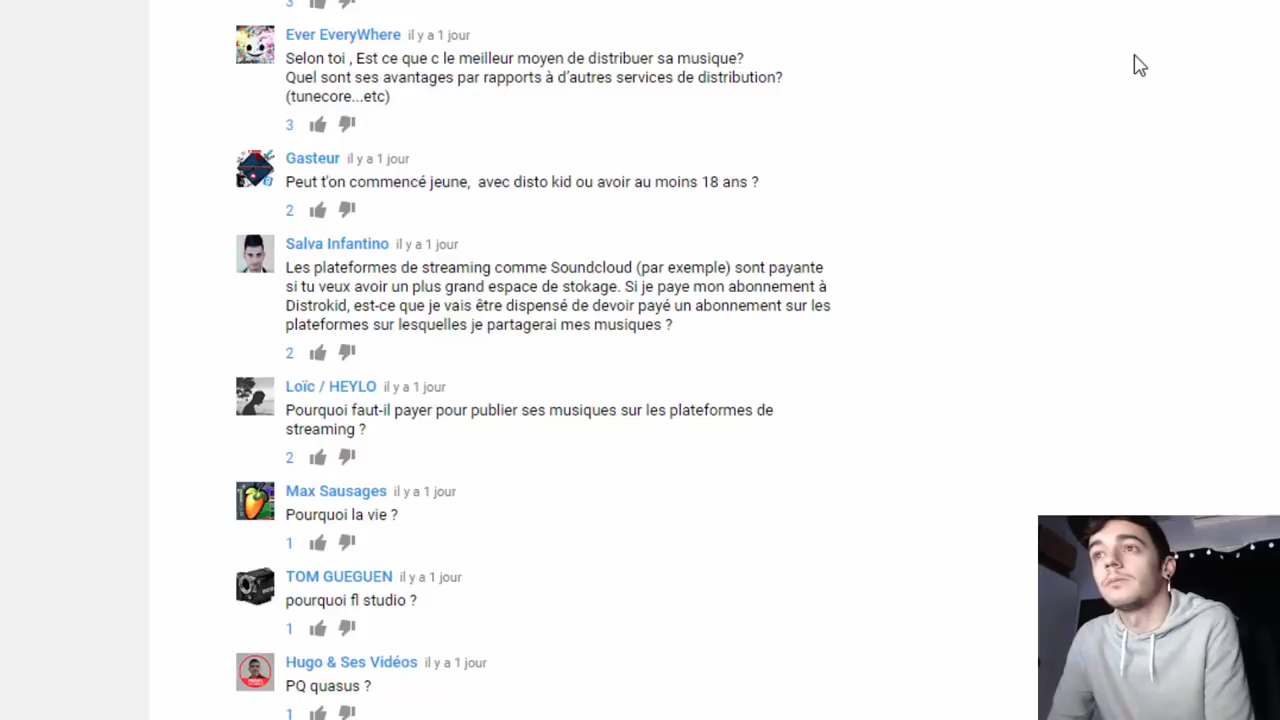 3
Ever EveryWhere il y a 1 jour
Selon toi , Est ce que c le meilleur moyen de distribuer sa musique?
Quel sont ses avantages par rapports à d'autres services de distribution?
(tunecore...etc)
3
Gasteur il y a 1 jour
Peut t'on commencé jeune, avec disto kid ou avoir au moins 18 ans ?
2
Salva Infantino il y a 1 jour
Les plateformes de streaming comme Soundcloud (par exemple) sont payante
si tu veux avoir un plus grand espace de stokage. Si je paye mon abonnement à
Distrokid, est-ce que je vais être dispensé de devoir payé un abonnement sur les
plateformes sur lesquelles je partagerai mes musiques ?
2
Loïc / HEYLO il y a 1 jour
Pourquoi faut-il payer pour publier ses musiques sur les plateformes de
streaming ?
2
Max Sausages il y a 1 jour
Pourquoi la vie ?
1
TOM GUEGUEN il y a 1 jour
pourquoi fl studio ?
1
Hugo & Ses Vidéos il y a 1 jour
PQ quasus ?
1